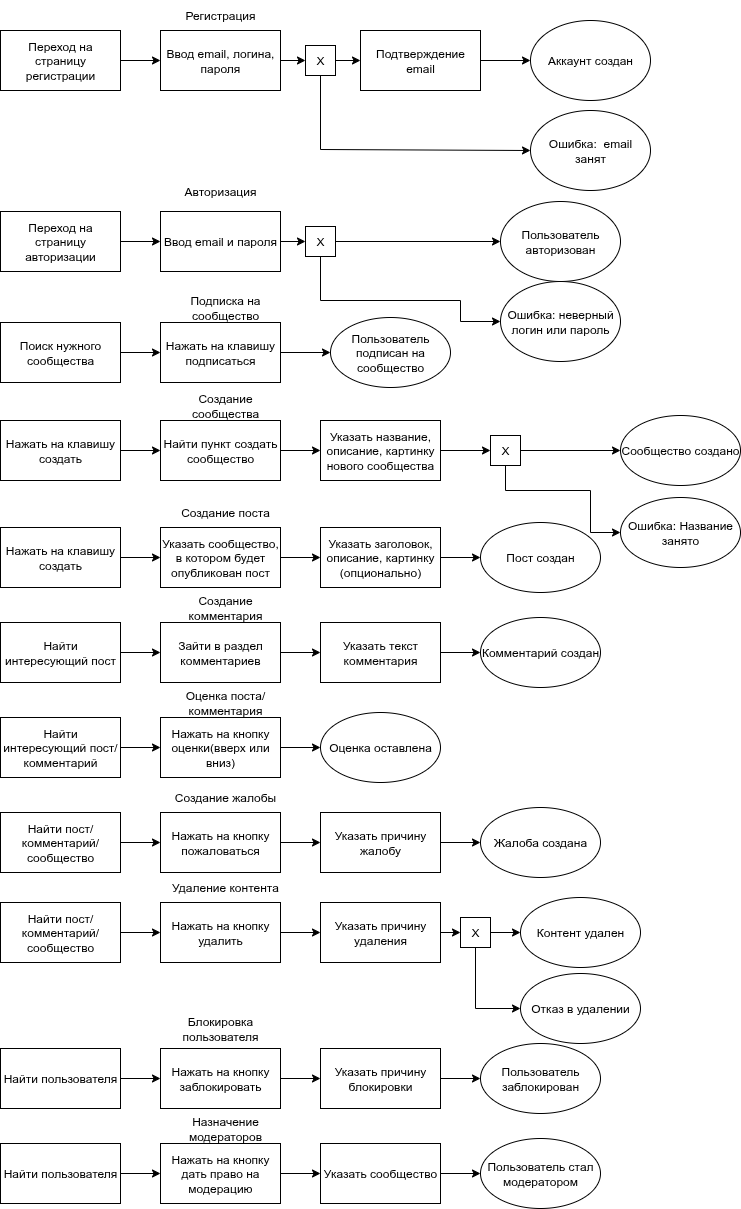 Регистрация
Переход на
страницу
регистрации
Ввод email, логина,
пароля
X
Подтверждение
email
Аккаунт создан
Ошибка:  email
занят
Авторизация
Переход на
страницу
авторизации
Ввод email и пароля
X
Пользователь
авторизован
Ошибка: неверный
логин или пароль
Подписка на
сообщество
Поиск нужного
сообщества
Нажать на клавишу
подписаться
Пользователь
подписан на
сообщество
Создание
сообщества
Нажать на клавишу
создать
Найти пункт создать
сообщество
Указать название,
описание, картинку
нового сообщества
X
Сообщество создано
Ошибка: Название
занято
Создание поста
Нажать на клавишу
создать
Указать сообщество,
в котором будет
опубликован пост
Указать заголовок,
описание, картинку
(опционально)
Пост создан
Создание
комментария
Найти
интересующий пост
Зайти в раздел
комментариев
Указать текст
комментария
Комментарий создан
Оценка поста/
комментария
Найти
интересующий пост/
комментарий
Нажать на кнопку
оценки(вверх или
вниз)
Оценка оставлена
Создание жалобы
Найти пост/
комментарий/
сообщество
Нажать на кнопку
пожаловаться
Указать причину
жалобу
Жалоба создана
Удаление контента
Найти пост/
комментарий/
сообщество
Нажать на кнопку
удалить
Указать причину
удаления
X
Контент удален
Отказ в удалении
Блокировка
пользователя
Найти пользователя
Нажать на кнопку
заблокировать
Указать причину
блокировки
Пользователь
заблокирован
Назначение
модераторов
Найти пользователя
Нажать на кнопку
дать право на
модерацию
Указать сообщество
Пользователь стал
модератором